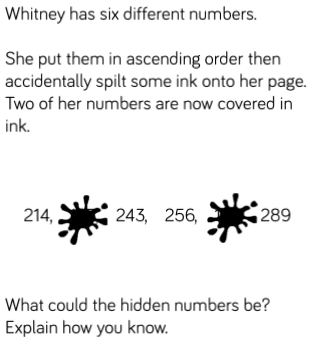 Whitney has six different numbers.
She put them in ascending order then
accidentally spilt some ink onto her page.
Two of her numbers are now covered in
ink.
214, 243, 256, 289
What could the hidden numbers be?
Explain how you know.